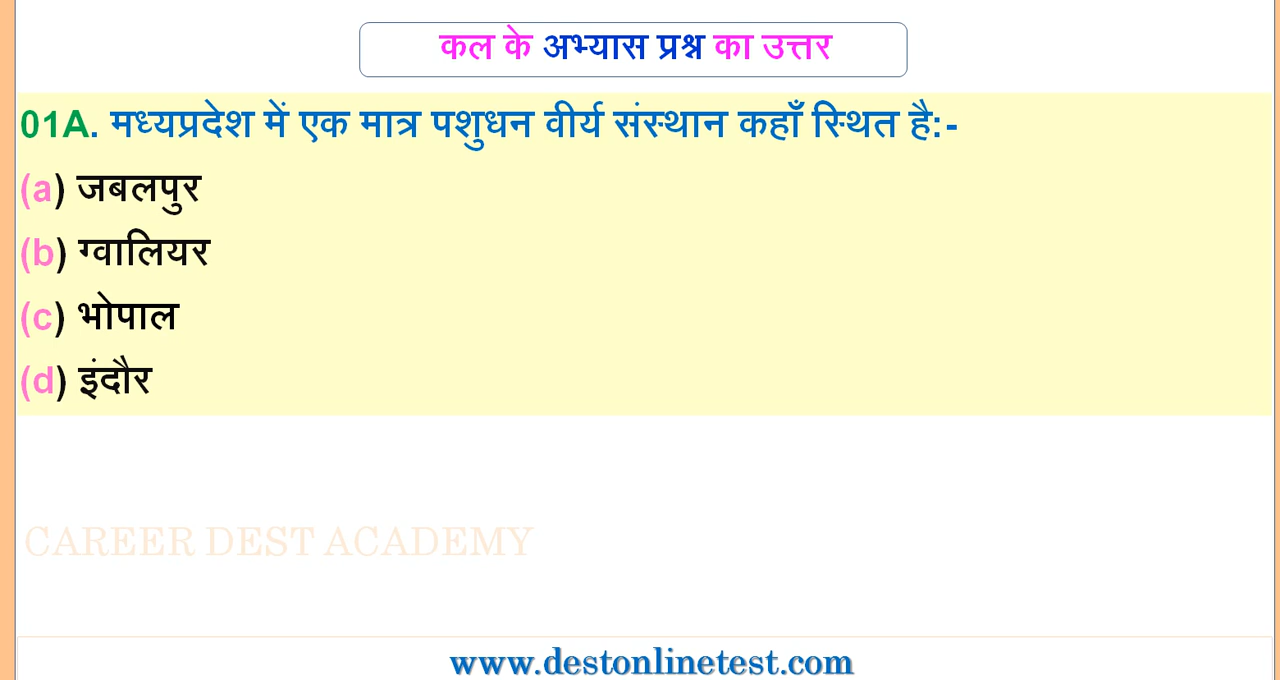 कल के अभ्यास प्रश्न का उत्तर
01A. मध्यप्रदेश में एक मात्र पशुधन वीर्य संस्थान कहाँ स्थित है:-
(a) जबलपुर
(b) ग्वालियर
(c) भोपाल
(d) इंदौर
CAREER DEST ACADEMY
www.destonlinetest.com